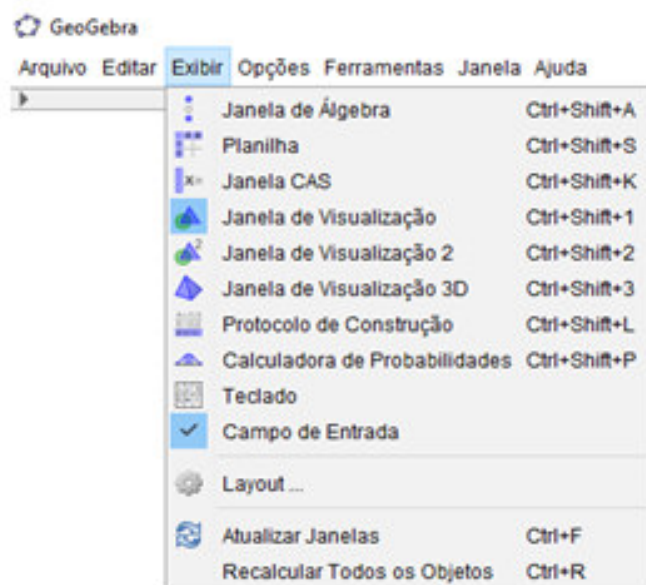 GeoGebra
Arquivo Editar Exibir Opções Ferramentas Janela Ajuda
Janela de Álgebra Ctrl+Shift+A
Planilha Ctrl+Shift+S
x= Janela CAS Ctrl+Shift+K
Janela de Visualização Ctrl+Shift+1
2 Janela de Visualização 2 Ctrl+Shift+2
Janela de Visualização 3D Ctrl+Shift+3
Protocolo de Construção Ctrl+Shift+L
Calculadora de Probabilidades Ctrl+Shift+P
Teclado
Campo de Entrada
Layout ...
Atualizar Janelas Ctrl+F
Recalcular Todos os Objetos Ctrl+R